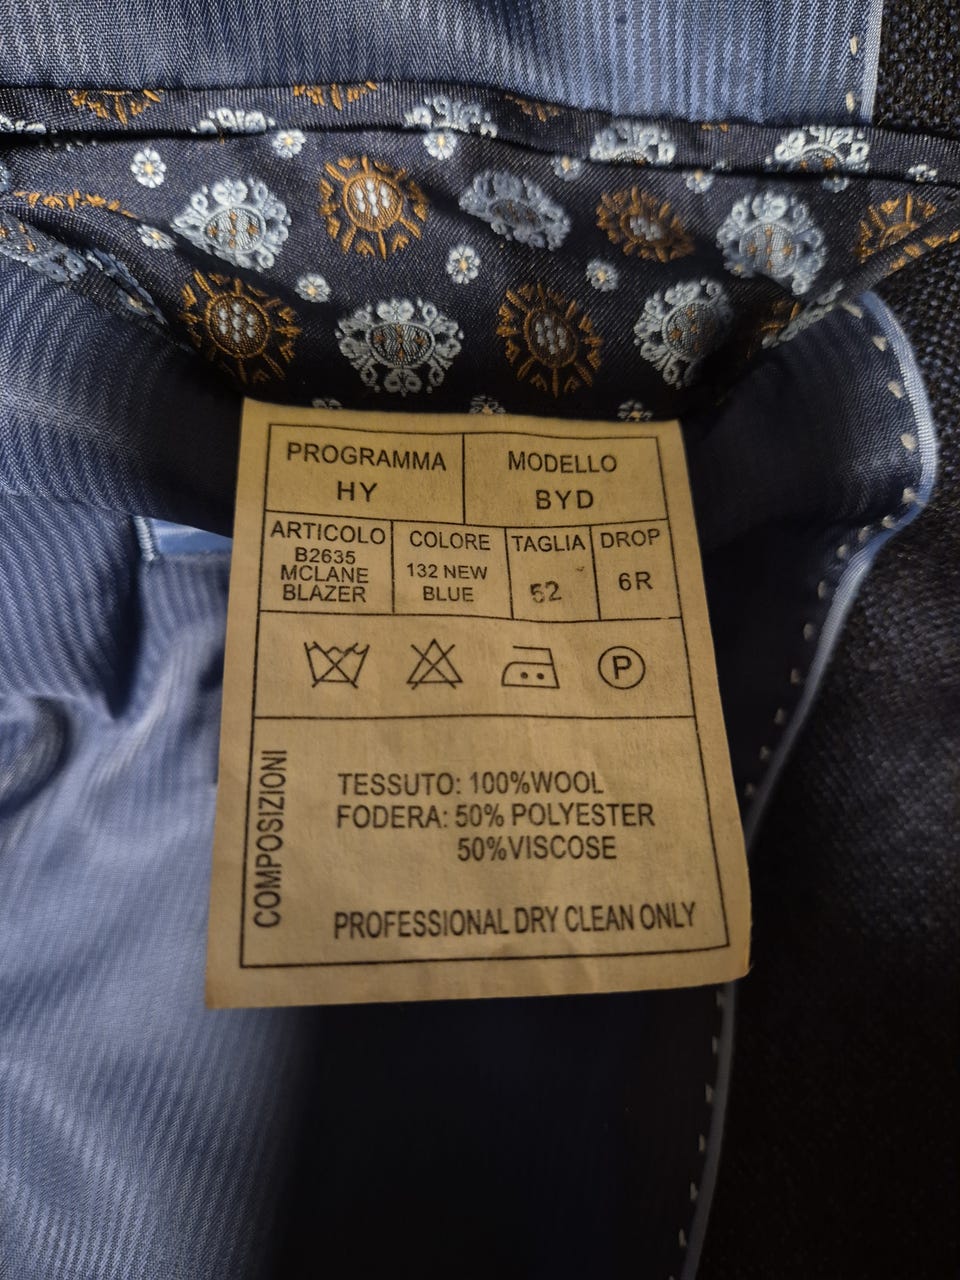 PROGRAMMA
HY
MODELLO
BYD
ARTICOLO
B2635
MCLANE
BLAZER
COLORE
132 NEW
BLUE
TAGLIA
52
DROP
6R
P
COMPOSIZIONI
TESSUTO: 100%WOOL
FODERA: 50% POLYESTER
50%VISCOSE
PROFESSIONAL DRY CLEAN ONLY